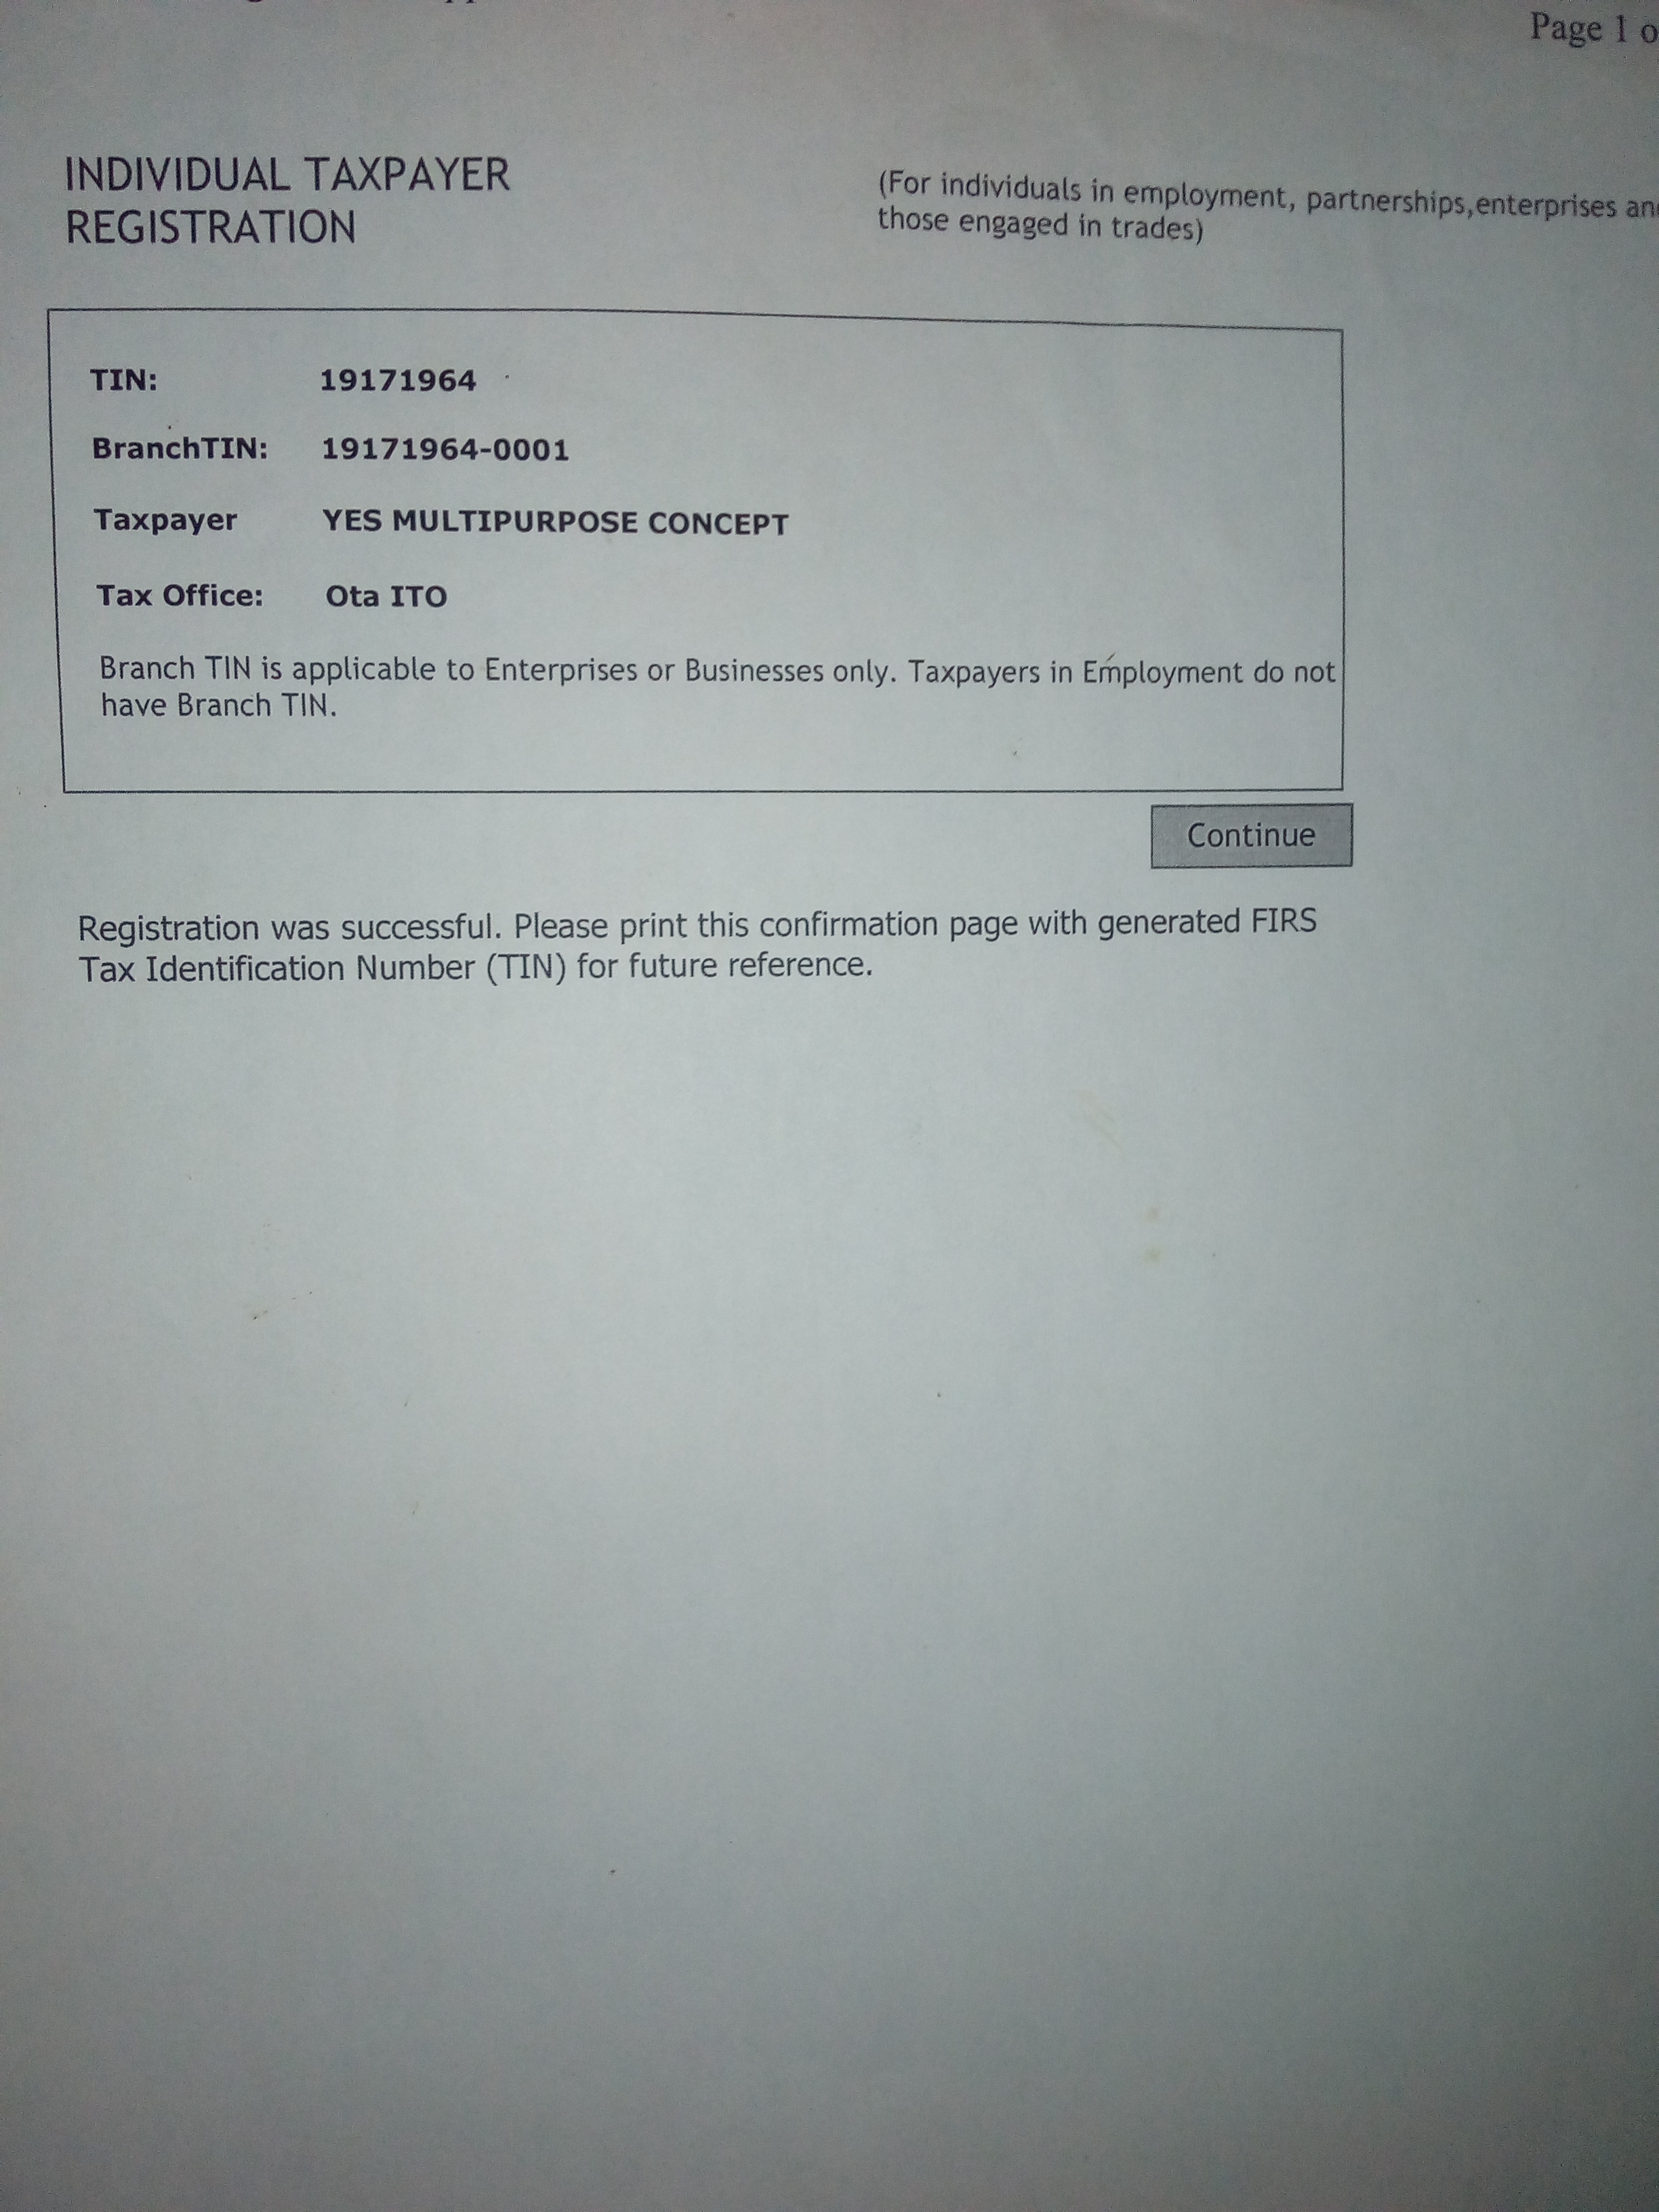 Page 1 o
INDIVIDUAL TAXPAYER
REGISTRATION
(For individuals in employment, partnerships,enterprises an
those engaged in trades)
TIN: 19171964
BranchTIN: 19171964-0001
Taxpayer YES MULTIPURPOSE CONCEPT
Tax Office: Ota ITO
Branch TIN is applicable to Enterprises or Businesses only. Taxpayers in Employment do not
have Branch TIN.
Continue
Registration was successful. Please print this confirmation page with generated FIRS
Tax Identification Number (TIN) for future reference.